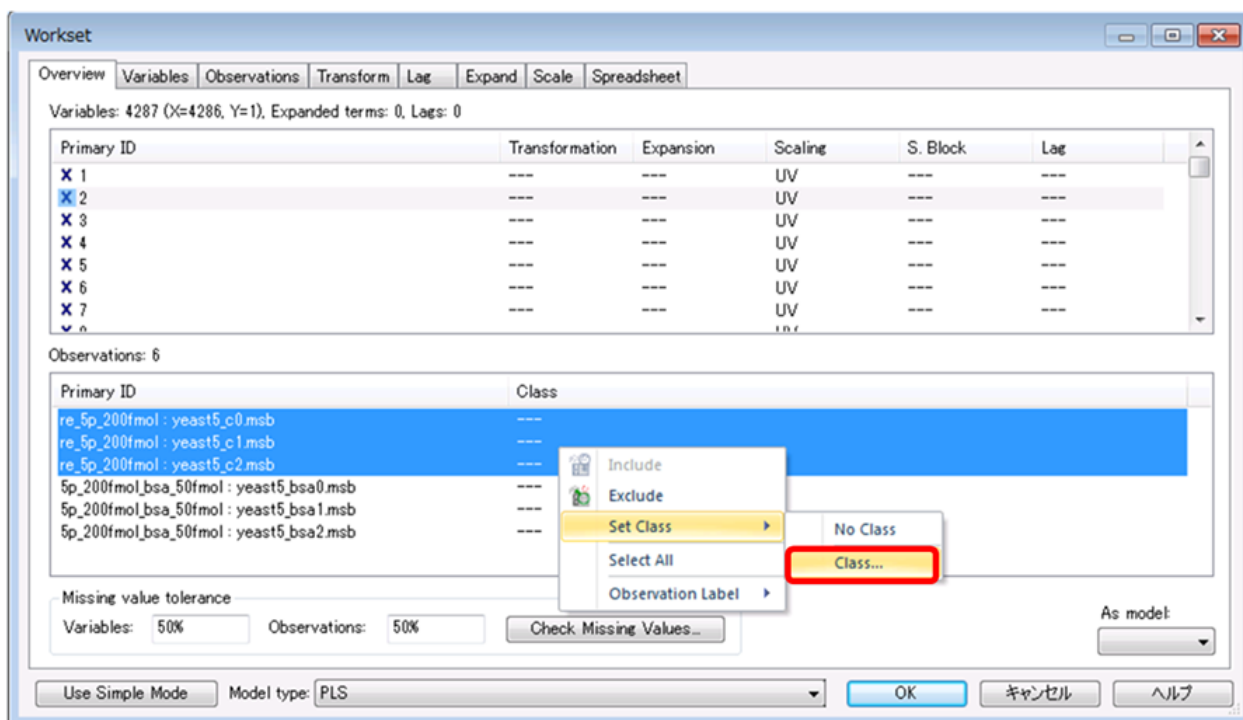 Workset
Overview Variables Observations Transform Lag Expand Scale Spreadsheet
Variables: 4287 (X=4286, Y=1), Expanded terms: 0, Lags: 0
Primary ID Transformation Expansion Scaling S. Block Lag
X 1 --- --- UV --- ---
X 2 --- --- UV --- ---
X 3 --- --- UV --- ---
X 4 --- --- UV --- ---
X 5 --- --- UV --- ---
X 6 --- --- UV --- ---
X 7 --- --- UV --- ---
Observations: 6
Primary ID Class
re_5p_200fmol : yeast5_c0.msb ---
re_5p_200fmol : yeast5_c1.msb ---
re_5p_200fmol : yeast5_c2.msb ---
5p_200fmol_bsa_50fmol : yeast5_bsa0.msb ---
5p_200fmol_bsa_50fmol : yeast5_bsa1.msb ---
5p_200fmol_bsa_50fmol : yeast5_bsa2.msb ---
Include
Exclude
Set Class
Select All
Observation Label
No Class
Class...
Missing value tolerance
Variables: 50% Observations: 50% Check Missing Values...
As model:
Use Simple Mode Model type: PLS OK キャンセル ヘルプ